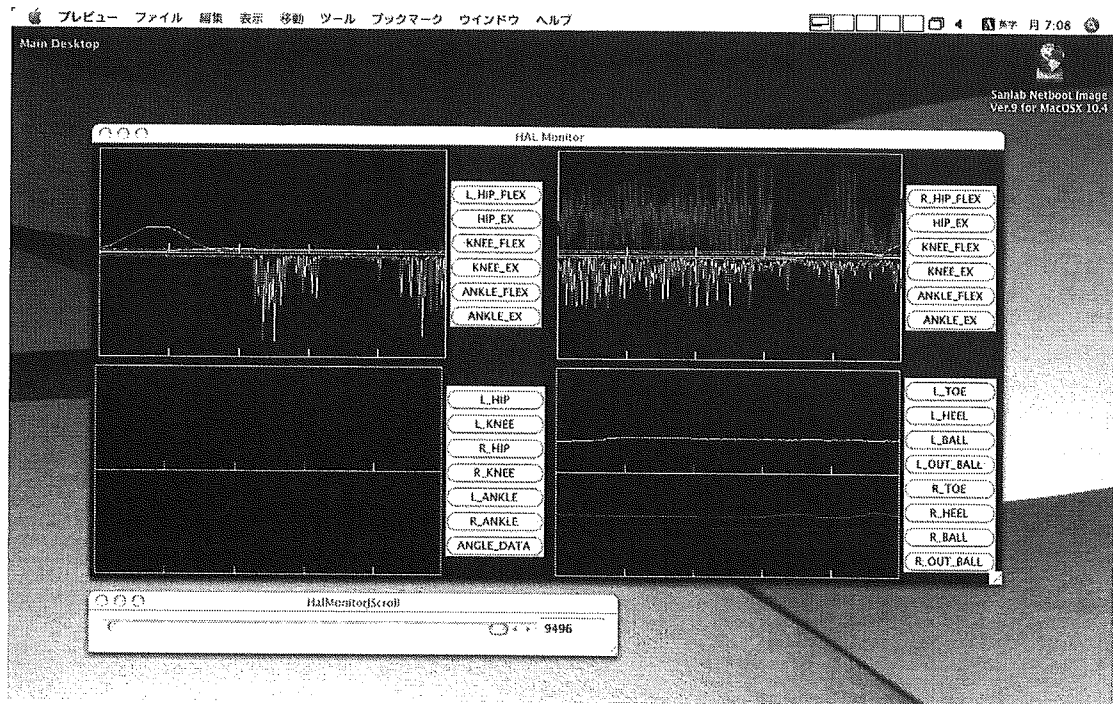 プレビュー ファイル 編集 表示 移動 ツール ブックマーク ウインドウ ヘルプ
A 英字 月 7:08
Main Desktop
Sanlab Netboot Image
Ver.9 for MacOSX 10.4
HAL Monitor
L_HIP_FLEX
HIP_EX
KNEE_FLEX
KNEE_EX
ANKLE_FLEX
ANKLE_EX
R_HIP_FLEX
HIP_EX
KNEE_FLEX
KNEE_EX
ANKLE_FLEX
ANKLE_EX
L_HIP
L_KNEE
R_HIP
R_KNEE
L_ANKLE
R_ANKLE
ANGLE_DATA
L_TOE
L_HEEL
L_BALL
L_OUT_BALL
R_TOE
R_HEEL
R_BALL
R_OUT_BALL
HalMonitor|Scroll
9496